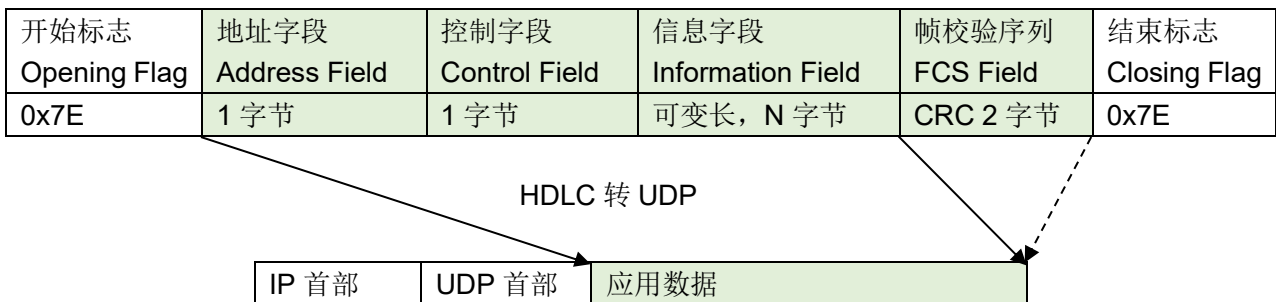 开始标志 地址字段 控制字段 信息字段 帧校验序列 结束标志
Opening Flag Address Field Control Field Information Field FCS Field Closing Flag
0x7E 1 字节 1 字节 可变长，N 字节 CRC 2 字节 0x7E
HDLC 转 UDP
IP 首部 UDP 首部 应用数据